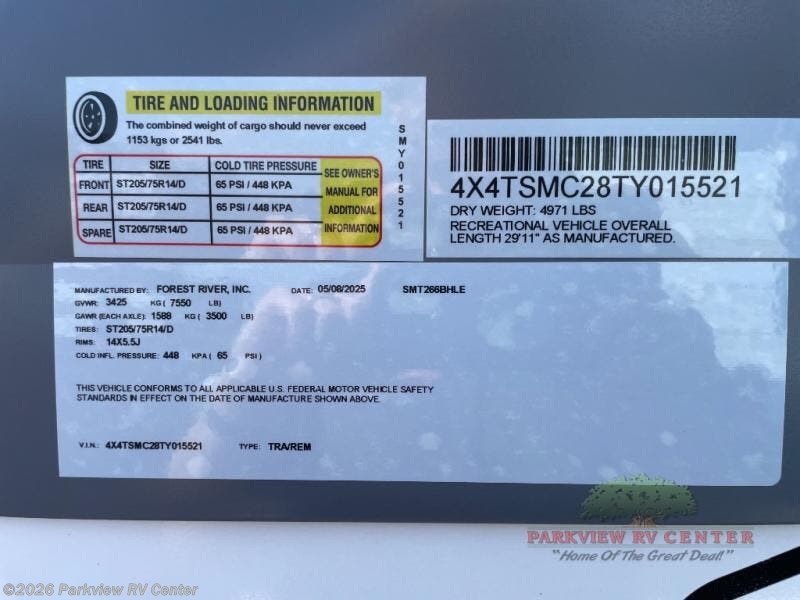 TIRE AND LOADING INFORMATION
The combined weight of cargo should never exceed
1153 kgs or 2541 lbs.
TIRE SIZE COLD TIRE PRESSURE SEE OWNER'S
FRONT ST205/75R14/D 65 PSI / 448 KPA MANUAL FOR
REAR ST205/75R14/D 65 PSI / 448 KPA ADDITIONAL
SPARE ST205/75R14/D 65 PSI / 448 KPA INFORMATION
SMY015521
4X4TSMC28TY015521
DRY WEIGHT: 4971 LBS
RECREATIONAL VEHICLE OVERALL
LENGTH 29'11" AS MANUFACTURED.
MANUFACTURED BY: FOREST RIVER, INC. DATE: 05/08/2025 SMT266BHLE
GVWR: 3425 KG ( 7550 LB)
GAWR (EACH AXLE): 1588 KG ( 3500 LB)
TIRES: ST205/75R14/D
RIMS: 14X5.5J
COLD INFL. PRESSURE: 448 KPA ( 65 PSI )
THIS VEHICLE CONFORMS TO ALL APPLICABLE U.S. FEDERAL MOTOR VEHICLE SAFETY
STANDARDS IN EFFECT ON THE DATE OF MANUFACTURE SHOWN ABOVE.
V.I.N.: 4X4TSMC28TY015521 TYPE: TRA/REM
PARKVIEW RV CENTER
"Home Of The Great Deal!"
©2026 Parkview RV Center